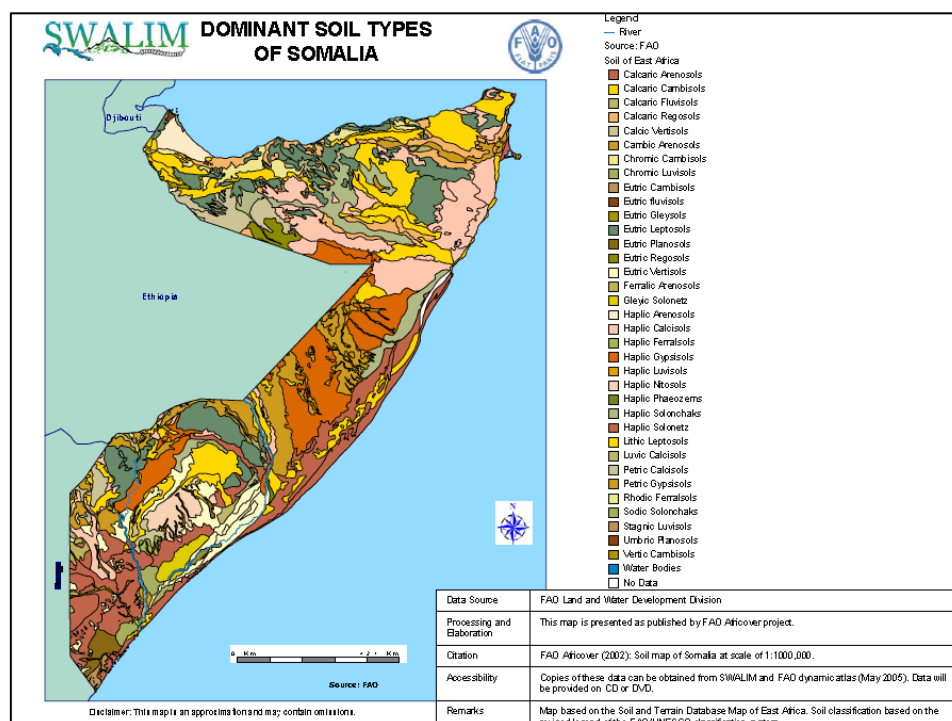 SWALIM
DOMINANT SOIL TYPES
OF SOMALIA
FAO
FIAT PANIS
Legend
River
Source: FAO
Soil of East Africa
Calcaric Arenosols
Calcaric Cambisols
Calcaric Fluvisols
Calcaric Regosols
Calcic Vertisols
Cambic Arenosols
Chromic Cambisols
Chromic Luvisols
Eutric Cambisols
Eutric fluvisols
Eutric Gleysols
Eutric Leptosols
Eutric Planosols
Eutric Regosols
Eutric Vertisols
Ferralic Arenosols
Gleyic Solonetz
Haplic Arenosols
Haplic Calcisols
Haplic Ferralsols
Haplic Gypsisols
Haplic Luvisols
Haplic Nitosols
Haplic Phaeozems
Haplic Solonchaks
Haplic Solonetz
Lithic Leptosols
Luvic Calcisols
Petric Calcisols
Petric Gypsisols
Rhodic Ferralsols
Sodic Solonchaks
Stagnic Luvisols
Umbric Planosols
Vertic Cambisols
Water Bodies
No Data
Djibouti
Ethiopia
Km
Km
Source: FAO
Disclaimer: This map is an approximation and may contain omissions.
Data Source
FAO Land and Water Development Division
Processing and
Elaboration
This map is presented as published by FAO Africover project.
Citation
FAO Africover (2002): Soil map of Somalia at scale of 1:1000,000.
Accessibility
Copies of these data can be obtained from SWALIM and FAO dynamic atlas (May 2005). Data will
be provided on CD or DVD.
Remarks
Map based on the Soil and Terrain Database Map of East Africa. Soil classification based on the